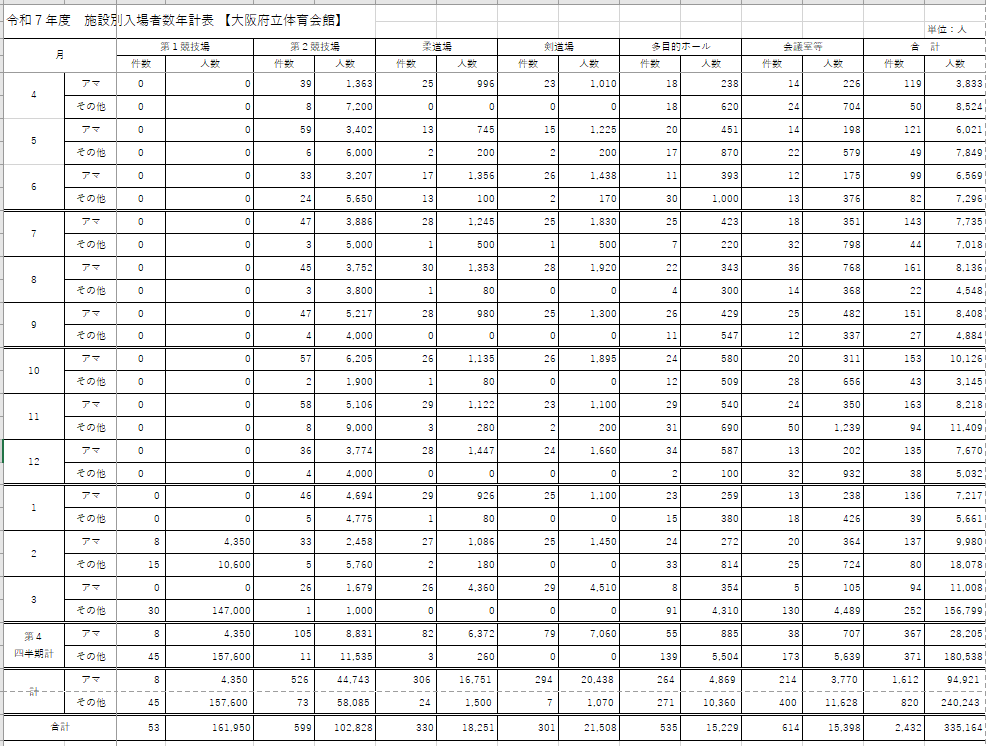 令和７年度　施設別入場者数年計表 【大阪府立体育会館】
単位：人
月 第１競技場 第２競技場 柔道場 剣道場 多目的ホール 会議室等 合　計
件数 人数 件数 人数 件数 人数 件数 人数 件数 人数 件数 人数 件数 人数
4 アマ 0 0 39 1,363 25 996 23 1,010 18 238 14 226 119 3,833
その他 0 0 8 7,200 0 0 0 0 18 620 24 704 50 8,524
5 アマ 0 0 59 3,402 13 745 15 1,225 20 451 14 198 121 6,021
その他 0 0 6 6,000 2 200 2 200 17 870 22 579 49 7,849
6 アマ 0 0 33 3,207 17 1,356 26 1,438 11 393 12 175 99 6,569
その他 0 0 24 5,650 13 100 2 170 30 1,000 13 376 82 7,296
7 アマ 0 0 47 3,886 28 1,245 25 1,830 25 423 18 351 143 7,735
その他 0 0 3 5,000 1 500 1 500 7 220 32 798 44 7,018
8 アマ 0 0 45 3,752 30 1,353 28 1,920 22 343 36 768 161 8,136
その他 0 0 3 3,800 1 80 0 0 4 300 14 368 22 4,548
9 アマ 0 0 47 5,217 28 980 25 1,300 26 429 25 482 151 8,408
その他 0 0 4 4,000 0 0 0 0 11 547 12 337 27 4,884
10 アマ 0 0 57 6,205 26 1,135 26 1,895 24 580 20 311 153 10,126
その他 0 0 2 1,900 1 80 0 0 12 509 28 656 43 3,145
11 アマ 0 0 58 5,106 29 1,122 23 1,100 29 540 24 350 163 8,218
その他 0 0 8 9,000 3 280 2 200 31 690 50 1,239 94 11,409
12 アマ 0 0 36 3,774 28 1,447 24 1,660 34 587 13 202 135 7,670
その他 0 0 4 4,000 0 0 0 0 2 100 32 932 38 5,032
1 アマ 0 0 46 4,694 29 926 25 1,100 23 259 13 238 136 7,217
その他 0 0 5 4,775 1 80 0 0 15 380 18 426 39 5,661
2 アマ 8 4,350 33 2,458 27 1,086 25 1,450 24 272 20 364 137 9,980
その他 15 10,600 5 5,760 2 180 0 0 33 814 25 724 80 18,078
3 アマ 0 0 26 1,679 26 4,360 29 4,510 8 354 5 105 94 11,008
その他 30 147,000 1 1,000 0 0 0 0 91 4,310 130 4,489 252 156,799
第４四半期計 アマ 8 4,350 105 8,831 82 6,372 79 7,060 55 885 38 707 367 28,205
その他 45 157,600 11 11,535 3 260 0 0 139 5,504 173 5,639 371 180,538
計 アマ 8 4,350 526 44,743 306 16,751 294 20,438 264 4,869 214 3,770 1,612 94,921
その他 45 157,600 73 58,085 24 1,500 7 1,070 271 10,360 400 11,628 820 240,243
合計 53 161,950 599 102,828 330 18,251 301 21,508 535 15,229 614 15,398 2,432 335,164